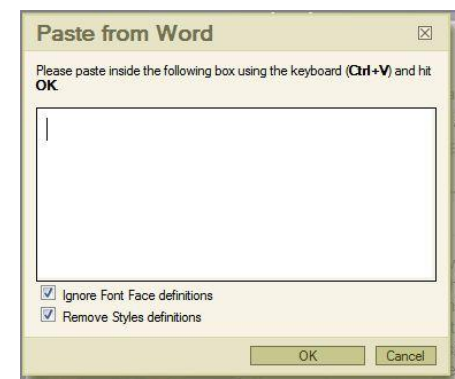 Paste from Word
Please paste inside the following box using the keyboard (Ctrl+V) and hit
OK.
Ignore Font Face definitions
Remove Styles definitions
OK Cancel